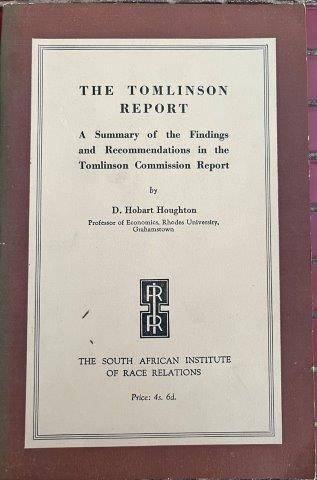 THE TOMLINSON
REPORT
A Summary of the Findings
and Recommendations in the
Tomlinson Commission Report
by
D. Hobart Houghton
Professor of Economics, Rhodes University,
Grahamstown
THE SOUTH AFRICAN INSTITUTE
OF RACE RELATIONS
Price: 4s. 6d.